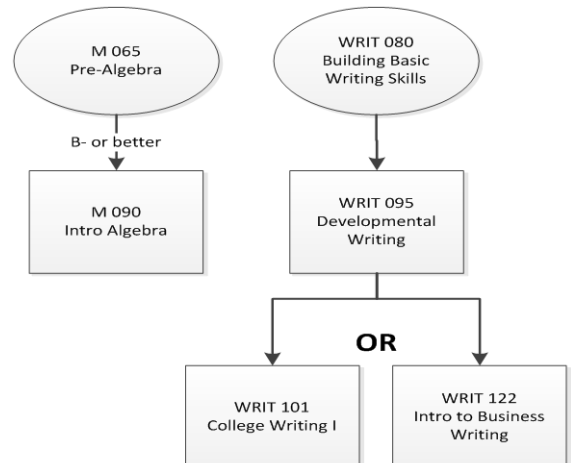 M 065
Pre-Algebra
B- or better
M 090
Intro Algebra
WRIT 080
Building Basic
Writing Skills
WRIT 095
Developmental
Writing
OR
WRIT 101
College Writing I
WRIT 122
Intro to Business
Writing